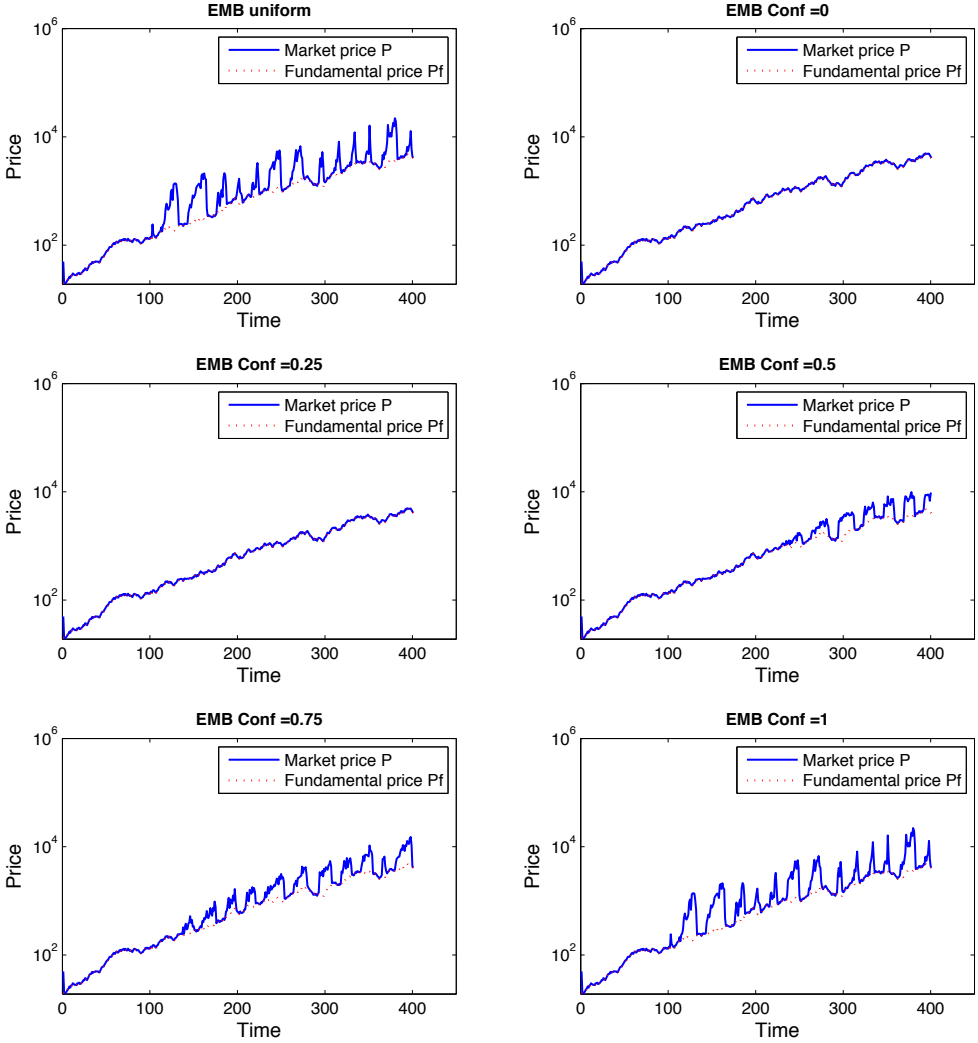 EMB uniform
10^6
10^4
10^2
Price
Market price P
Fundamental price Pf
0 100 200 300 400
Time
EMB Conf =0
10^6
10^4
10^2
Price
Market price P
Fundamental price Pf
0 100 200 300 400
Time
EMB Conf =0.25
10^6
10^4
10^2
Price
Market price P
Fundamental price Pf
0 100 200 300 400
Time
EMB Conf =0.5
10^6
10^4
10^2
Price
Market price P
Fundamental price Pf
0 100 200 300 400
Time
EMB Conf =0.75
10^6
10^4
10^2
Price
Market price P
Fundamental price Pf
0 100 200 300 400
Time
EMB Conf =1
10^6
10^4
10^2
Price
Market price P
Fundamental price Pf
0 100 200 300 400
Time